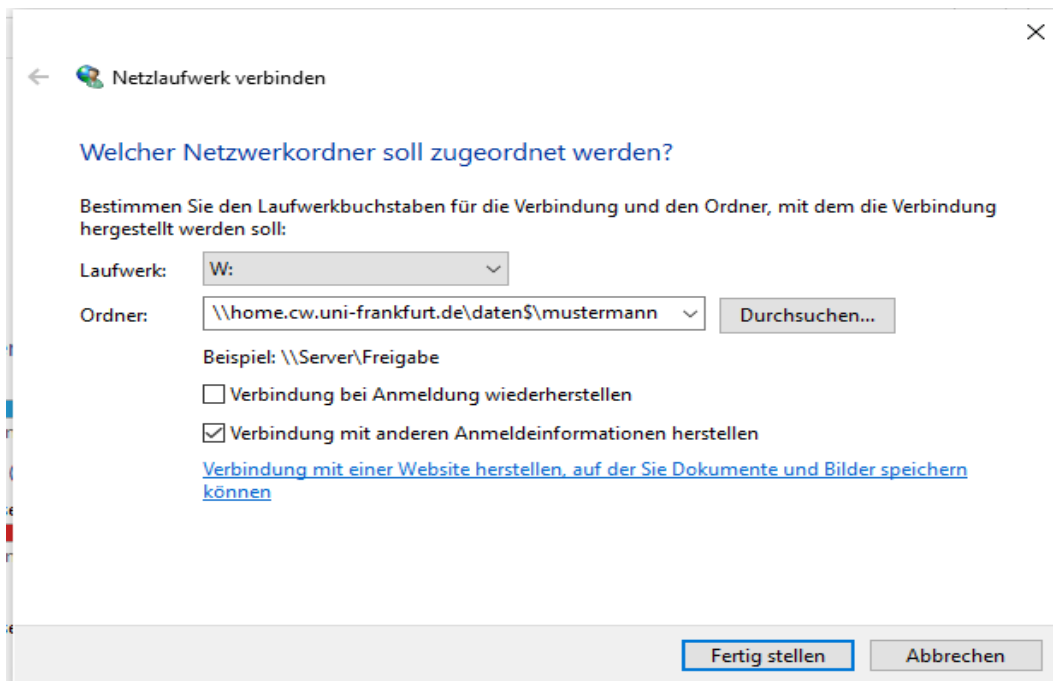 Netzlaufwerk verbinden
Welcher Netzwerkordner soll zugeordnet werden?
Bestimmen Sie den Laufwerkbuchstaben für die Verbindung und den Ordner, mit dem die Verbindung
hergestellt werden soll:
Laufwerk: W:
Ordner: \\home.cw.uni-frankfurt.de\daten$\mustermann Durchsuchen...
Beispiel: \\Server\Freigabe
Verbindung bei Anmeldung wiederherstellen
Verbindung mit anderen Anmeldeinformationen herstellen
Verbindung mit einer Website herstellen, auf der Sie Dokumente und Bilder speichern
können
Fertig stellen Abbrechen